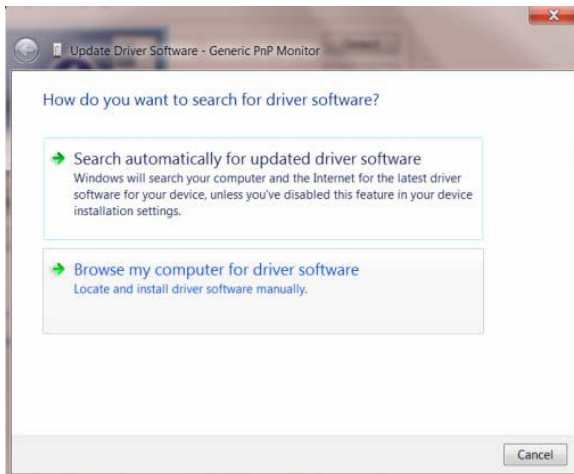 Update Driver Software - Generic PnP Monitor
How do you want to search for driver software?
Search automatically for updated driver software
Windows will search your computer and the Internet for the latest driver
software for your device, unless you've disabled this feature in your device
installation settings.
Browse my computer for driver software
Locate and install driver software manually.
Cancel